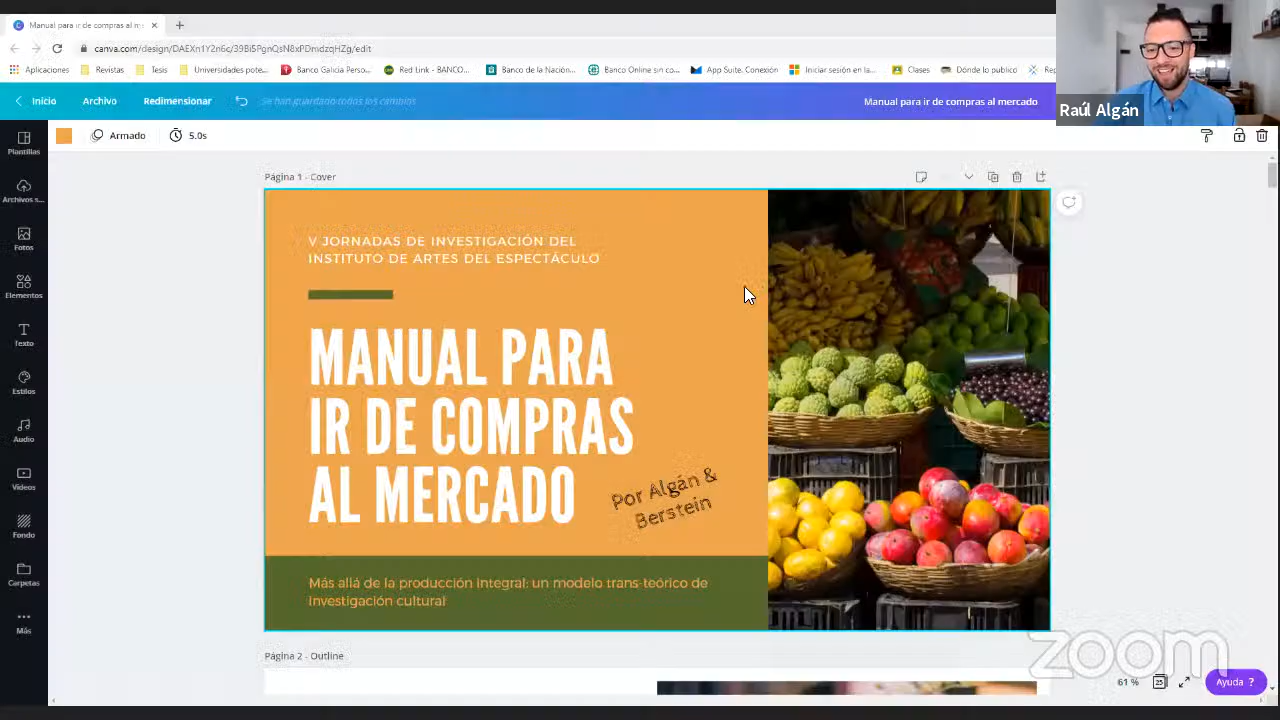 Manual para ir de compras al m
canva.com/design/DAEXn1Y2n6c/39Bi5PgnQsN8xPDmdzqHZg/edit
Aplicaciones
Revistas
Tesis
Universidades pote...
Banco Galicia Perso...
Red Link - BANCO...
Banco de la Nación...
Banco Online sin co...
App Suite. Conexión
Iniciar sesión en la...
Clases
Dónde lo publico
Rep
Raúl Algán
Inicio
Archivo
Redimensionar
Se han guardado todos los cambios
Manual para ir de compras al mercado
Armado
5.0s
Plantillas
Archivos s...
Fotos
Elementos
Texto
Estilos
Audio
Vídeos
Fondo
Carpetas
Más
Página 1 - Cover
V JORNADAS DE INVESTIGACIÓN DEL
INSTITUTO DE ARTES DEL ESPECTÁCULO
MANUAL PARA
IR DE COMPRAS
AL MERCADO
Por Algán &
Berstein
Más allá de la producción integral: un modelo trans-teórico de
investigación cultural
Página 2 - Outline
zoom
61 %
25
Ayuda ?